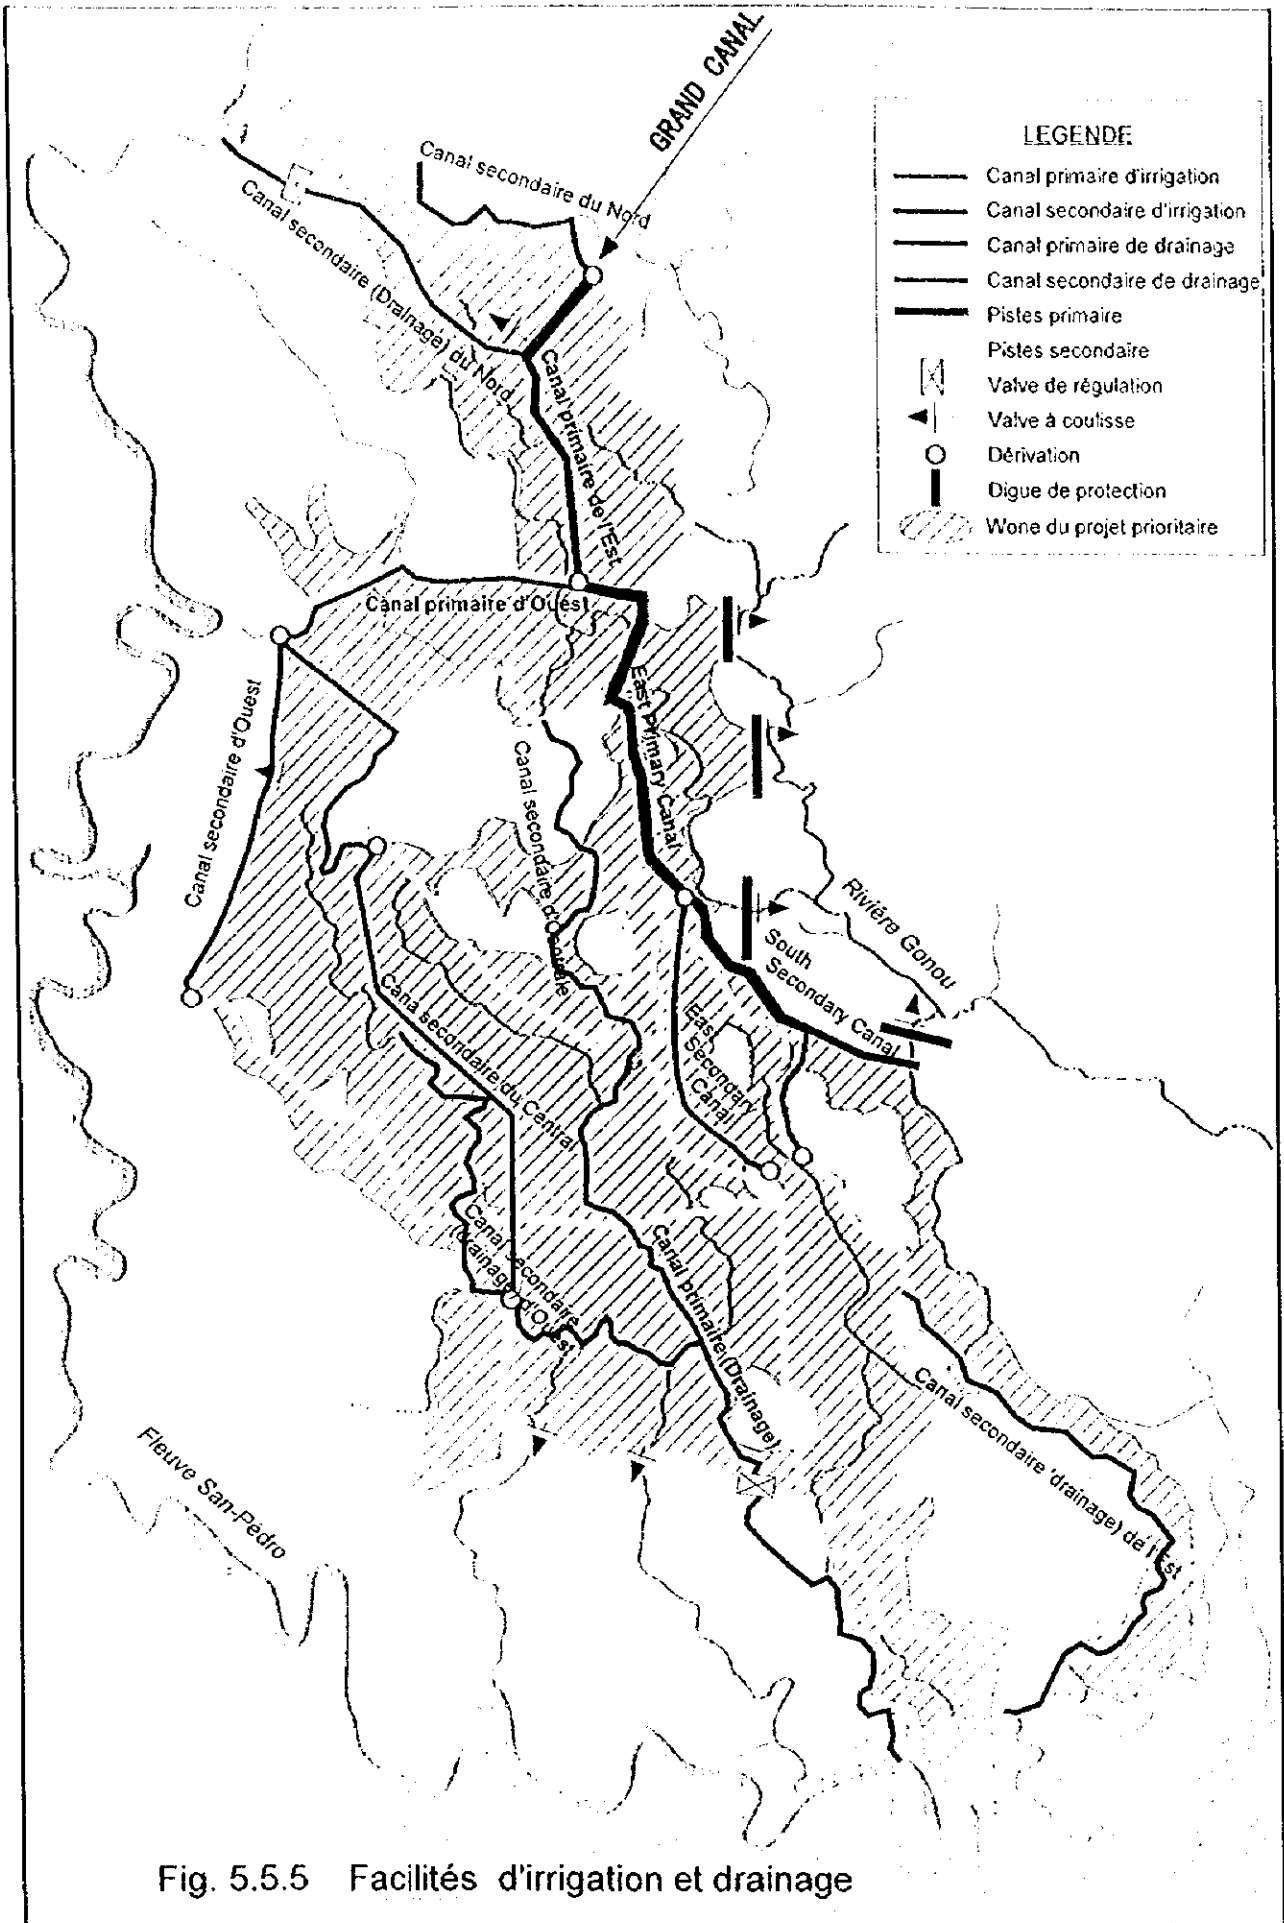 GRAND CANAL
LEGENDE
Canal primaire d'irrigation
Canal secondaire d'irrigation
Canal primaire de drainage
Canal secondaire de drainage
Pistes primaire
Pistes secondaire
Valve de régulation
Valve à coutisse
Dérivation
Digue de protection
Wone du projet prioritaire
Canal secondaire du Nord
Canal secondaire (Drainage) du Nord
Canal primaire de l'Est
Canal primaire d'Ouest
East Primary Canal
Canal secondaire d'Ouest
Canal secondaire d'Centrale
Rivière Gonou
South
Secondary Canal
East
Secondary
Canal
Cana secondaire du Central
Canal secondaire
(drainage) d'Ouest
Canal primaire (Drainage)
Canal secondaire 'drainage) de l'Est
Fleuve San-Pédro
Fig. 5.5.5 Facilités d'irrigation et drainage